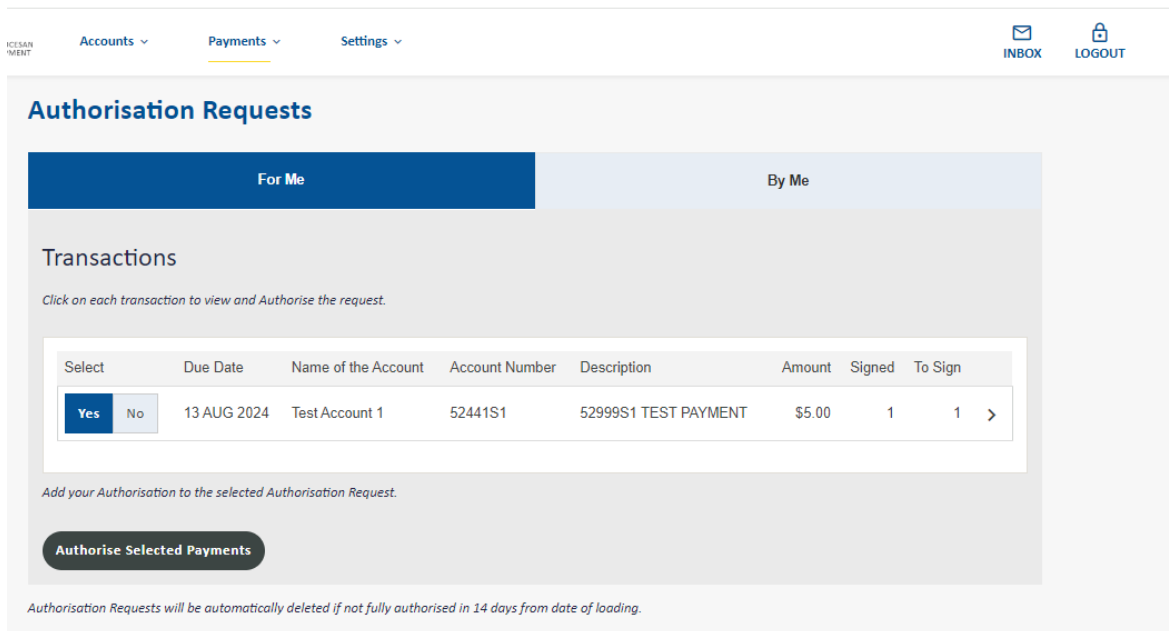 Accounts Payments Settings INBOX LOGOUT
Authorisation Requests
For Me By Me
Transactions
Click on each transaction to view and Authorise the request.
Select Due Date Name of the Account Account Number Description Amount Signed To Sign
Yes No 13 AUG 2024 Test Account 1 52441S1 52999S1 TEST PAYMENT $5.00 1 1
Add your Authorisation to the selected Authorisation Request.
Authorise Selected Payments
Authorisation Requests will be automatically deleted if not fully authorised in 14 days from date of loading.